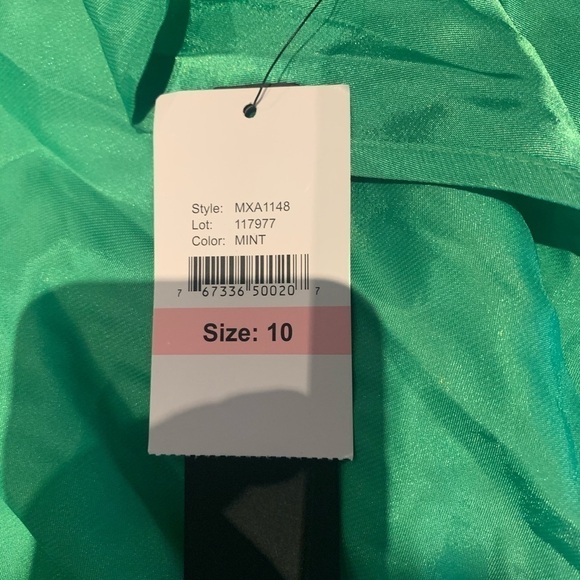 Style: MXA1148
Lot: 117977
Color: MINT
7 67336 50020 7
Size: 10